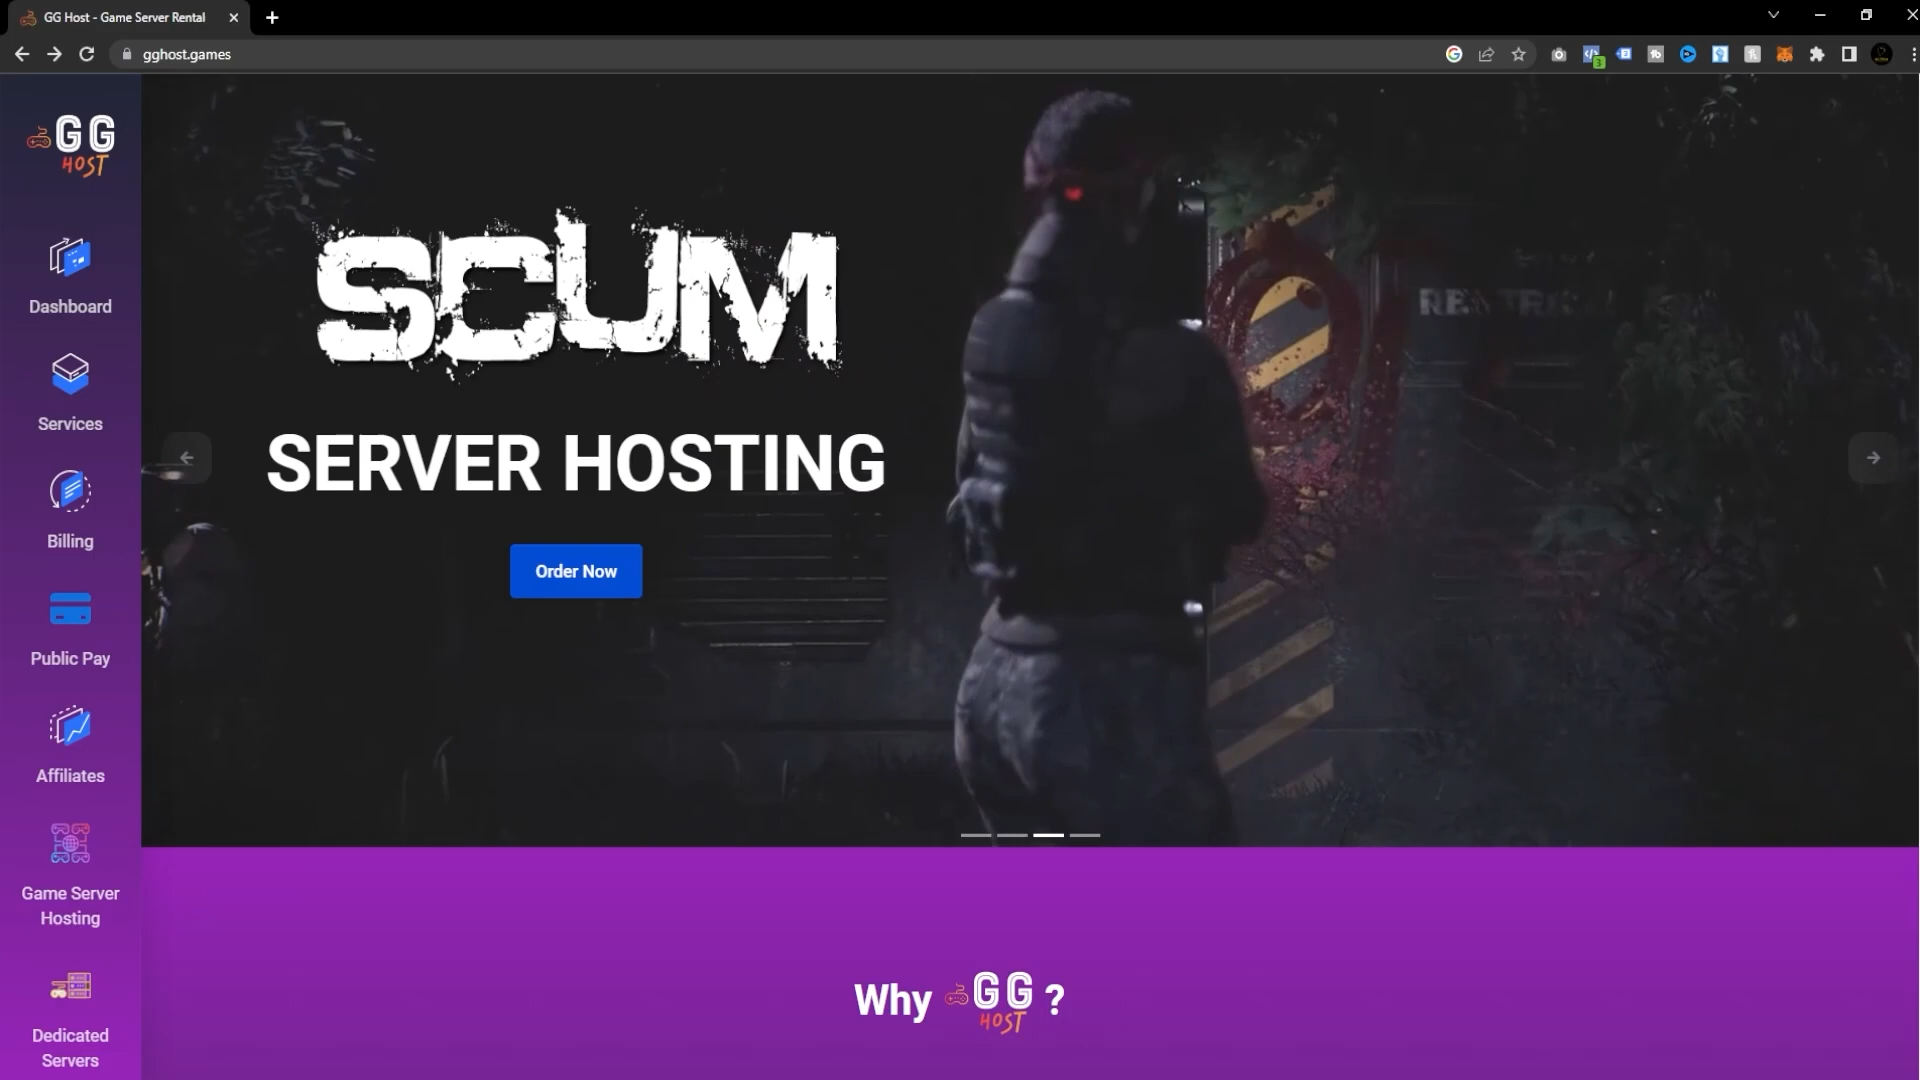 GG Host - Game Server Rental
gghost.games
3
GG
HOST
Dashboard
Services
Billing
Public Pay
Affiliates
Game Server
Hosting
Dedicated
Servers
SCUM
SERVER HOSTING
Order Now
Why GG HOST ?